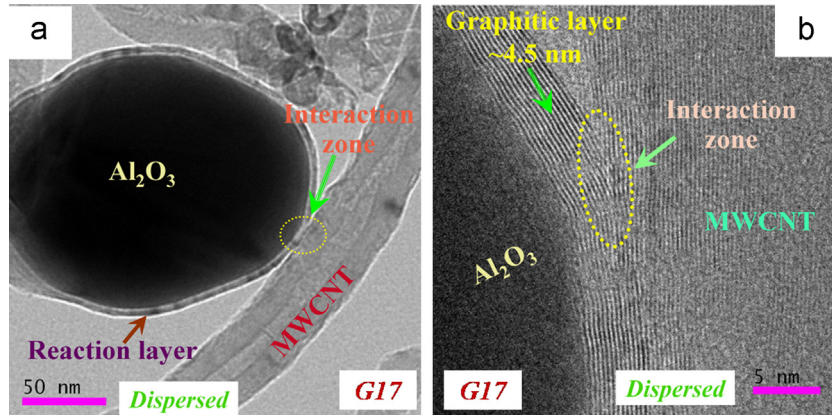 a
Interaction
zone
Al₂O₃
MWCNT
Reaction layer
50 nm
Dispersed
G17
Graphitic layer
~4.5 nm
b
Interaction
zone
MWCNT
Al₂O₃
G17
Dispersed
5 nm